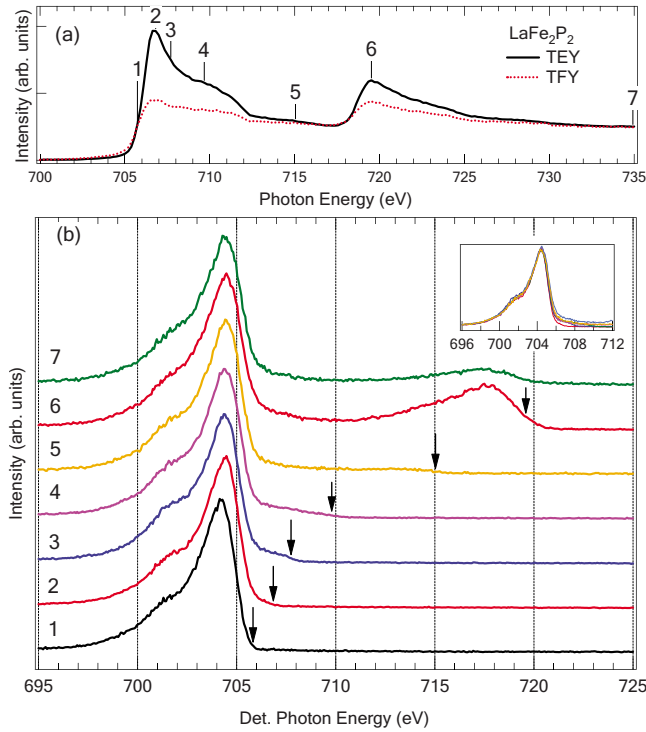 (a)
LaFe2P2
TEY
TFY
1
2
3
4
5
6
7
Intensity (arb. units)
700 705 710 715 720 725 730 735
Photon Energy (eV)
(b)
696 700 704 708 712
7
6
5
4
3
2
1
Intensity (arb. units)
695 700 705 710 715 720 725
Det. Photon Energy (eV)